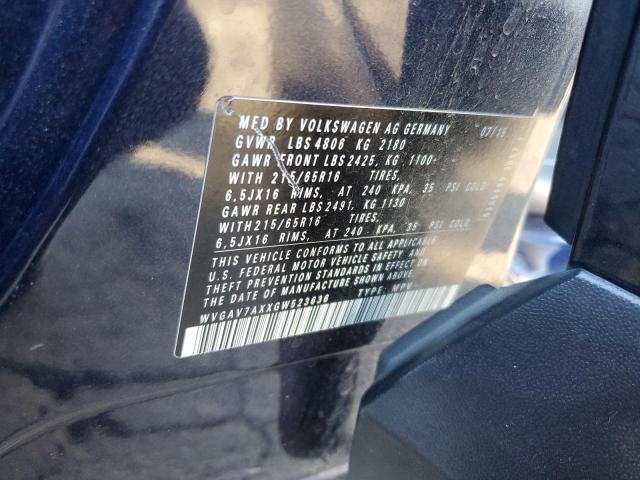 MFD BY VOLKSWAGEN AG GERMANY 07/15
GVWR LBS 4806 KG 2180
GAWR FRONT LBS 2425, KG 1100
WITH 215/65R16 TIRES,
6,5JX16 RIMS, AT 240 KPA, 35 PSI COLD
GAWR REAR LBS 2491, KG 1130
WITH 215/65R16 TIRES,
6,5JX16 RIMS, AT 240 KPA, 35 PSI COLD
THIS VEHICLE CONFORMS TO ALL APPLICABLE
U.S. FEDERAL MOTOR VEHICLE SAFETY AND
THEFT PREVENTION STANDARDS IN EFFECT ON
THE DATE OF MANUFACTURE SHOWN ABOVE.
WVGAV7AXXGW523636 TYPE MPV